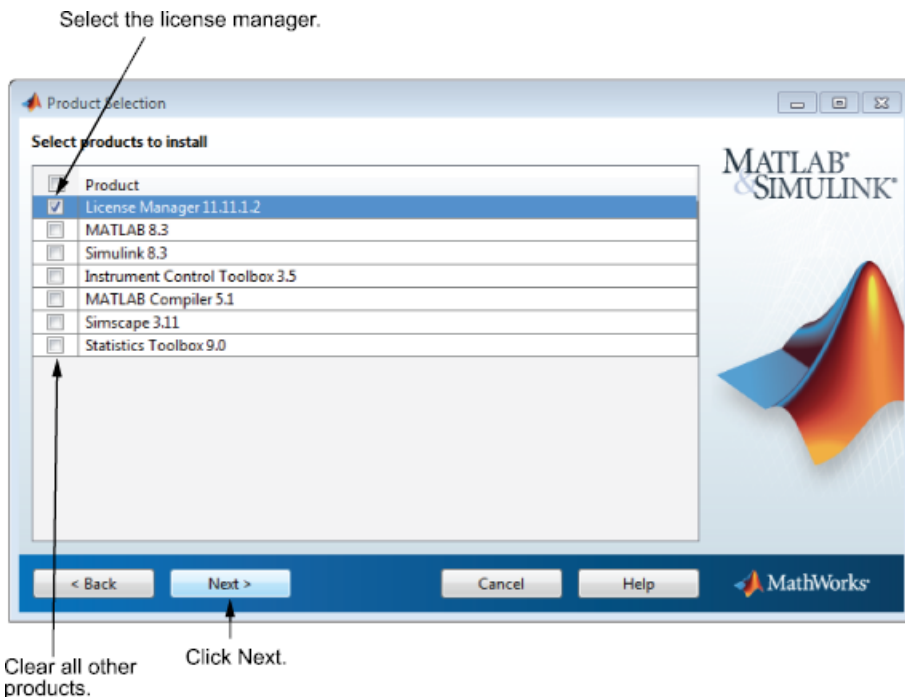 Select the license manager.
Product Selection
Select products to install
MATLAB®
&SIMULINK®
Product
License Manager 11.11.1.2
MATLAB 8.3
Simulink 8.3
Instrument Control Toolbox 3.5
MATLAB Compiler 5.1
Simscape 3.11
Statistics Toolbox 9.0
< Back
Next >
Cancel
Help
MathWorks®
Clear all other
products.
Click Next.